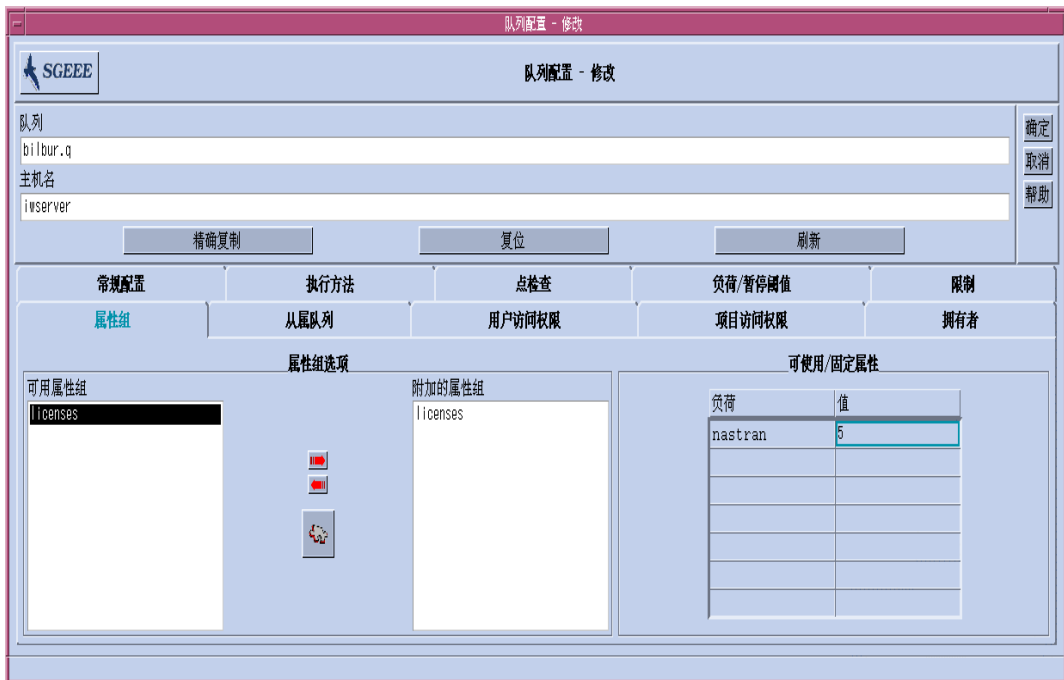 队列配置 - 修改
SGEEE
队列配置 - 修改
队列
bilbur.q
主机名
iwserver
确定
取消
帮助
精确复制 复位 刷新
常规配置 执行方法 点检查 负荷/暂停阈值 限制
属性组 从属队列 用户访问权限 项目访问权限 拥有者
属性组选项
可用属性组
licenses
附加的属性组
licenses
可使用/固定属性
负荷 值
nastran 5